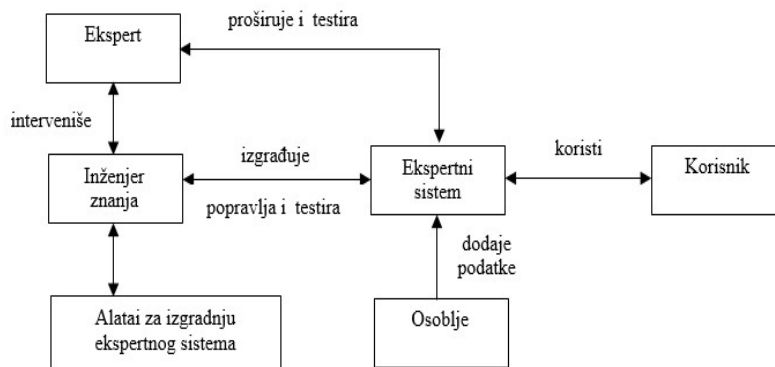 proširuje i testira
Ekspert
interveniše
izgrađuje
koristi
Inženjer
znanja
Ekspertni
sistem
Korisnik
popravlja i testira
dodaje
podatke
Alatai za izgradnju
ekspertnog sistema
Osoblje